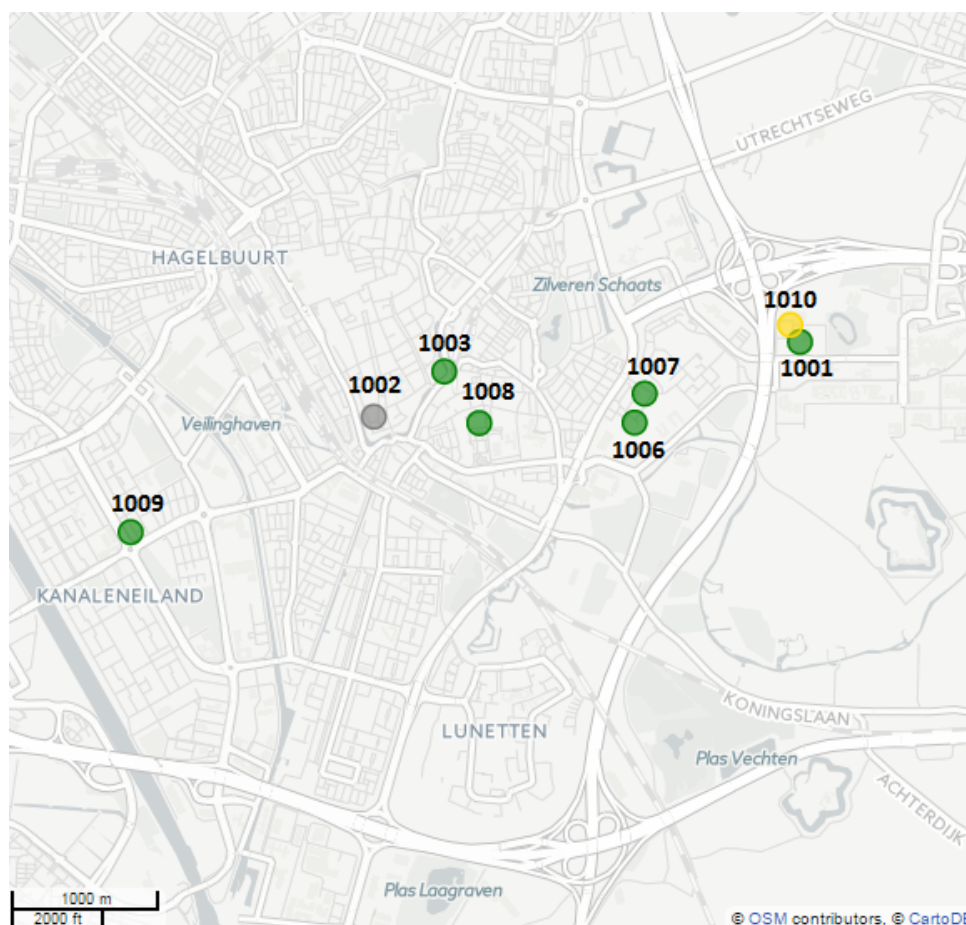 UTRECHTSEWEG
HAGELBUURT
Zilveren Schaats
1010
1003
1001
1007
1002
1008
Veilinghaven
1006
1009
KANALENEILAND
KONINGSLAAN
LUNETTEN
Plas Vechten
ACHTERDIJK
Plas Laagraven
1000 m
2000 ft
© OSM contributors, © CartoDB